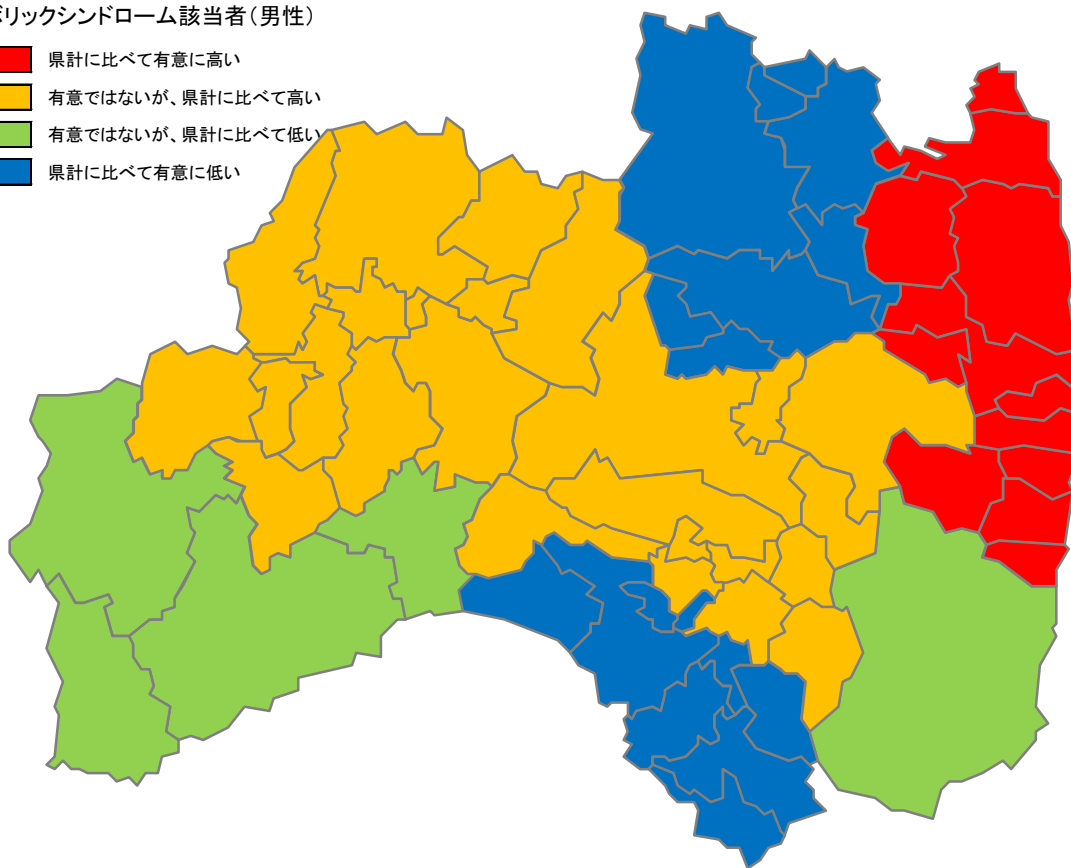 ボリックシンドローム該当者(男性)
県計に比べて有意に高い
有意ではないが、県計に比べて高い
有意ではないが、県計に比べて低い
県計に比べて有意に低い